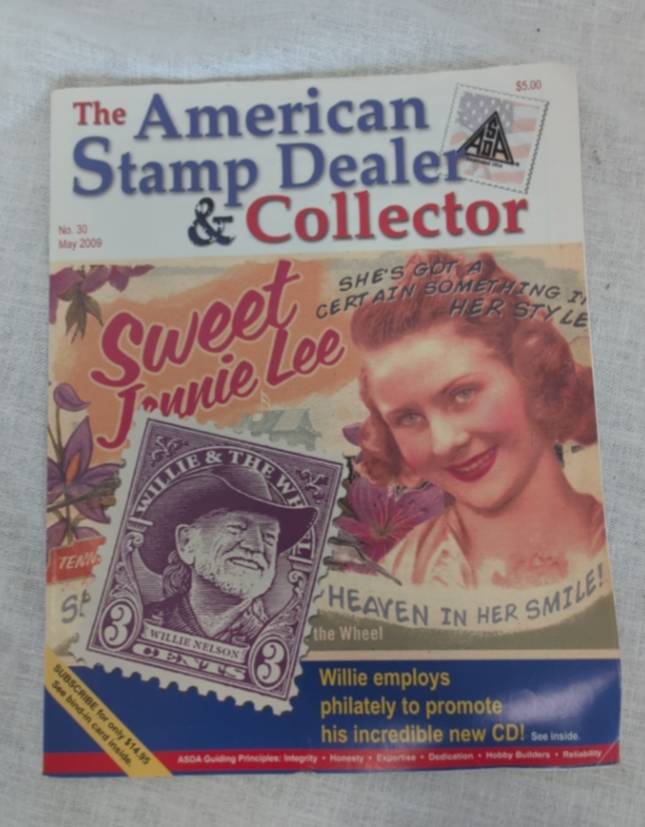 $5.00
The American
Stamp Dealer
& Collector
ASDA
No. 30
May 2009
SHE'S GOT A
CERTAIN SOMETHING I
HER STYLE
Sweet
Jennie Lee
WILLIE & THE WHEEL
TENN
3
WILLIE NELSON
3
CENTS
HEAVEN IN HER SMILE!
the Wheel
Willie employs
philately to promote
his incredible new CD! See inside.
SUBSCRIBE for only $14.95
See bind-in card inside.
ASDA Guiding Principles: Integrity • Honesty • Expertise • Dedication • Hobby Builders • Reliability